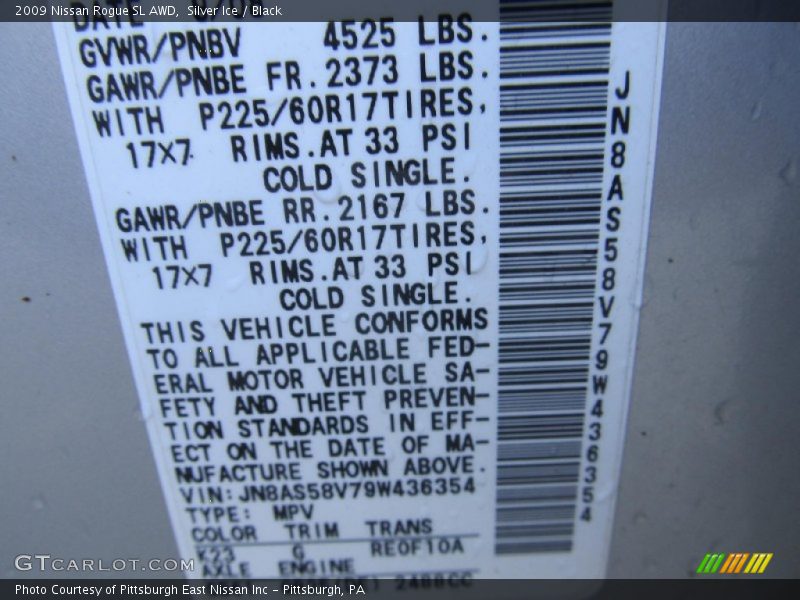 2009 Nissan Rogue SL AWD, Silver Ice / Black
DATE
GVWR/PNBV 4525 LBS.
GAWR/PNBE FR. 2373 LBS.
WITH P225/60R17TIRES,
17X7 RIMS. AT 33 PSI
COLD SINGLE.
GAWR/PNBE RR. 2167 LBS.
WITH P225/60R17TIRES,
17X7 RIMS. AT 33 PSI
COLD SINGLE.
THIS VEHICLE CONFORMS
TO ALL APPLICABLE FED-
ERAL MOTOR VEHICLE SA-
FETY AND THEFT PREVEN-
TION STANDARDS IN EFF-
ECT ON THE DATE OF MA-
NUFACTURE SHOWN ABOVE.
VIN: JN8AS58V79W436354
TYPE: MPV
COLOR TRIM TRANS
K23 G RE0F10A
AXLE ENGINE
2488CC
JN8AS58V79W436354
GTCARLOT.COM
Photo Courtesy of Pittsburgh East Nissan Inc - Pittsburgh, PA